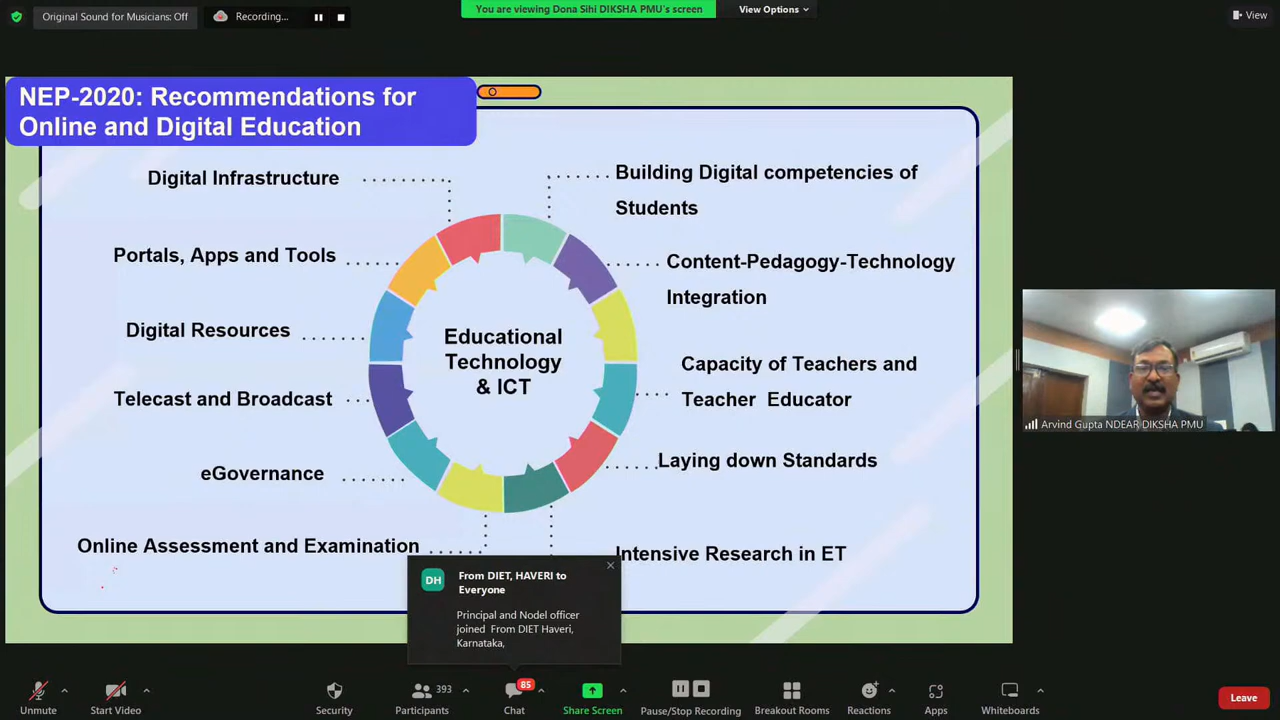 Original Sound for Musicians: Off
Recording...
You are viewing Dona Sihi DIKSHA PMU's screen
View Options
View
NEP-2020: Recommendations for
Online and Digital Education
Digital Infrastructure
Portals, Apps and Tools
Digital Resources
Telecast and Broadcast
eGovernance
Online Assessment and Examination
Educational
Technology
& ICT
Building Digital competencies of
Students
Content-Pedagogy-Technology
Integration
Capacity of Teachers and
Teacher Educator
Laying down Standards
Intensive Research in ET
Arvind Gupta NDEAR DIKSHA PMU
DH
From DIET, HAVERI to
Everyone
Principal and Nodel officer
joined From DIET Haveri,
Karnataka,
Unmute
Start Video
Security
Participants
393
Chat
85
Share Screen
Pause/Stop Recording
Breakout Rooms
Reactions
Apps
Whiteboards
Leave